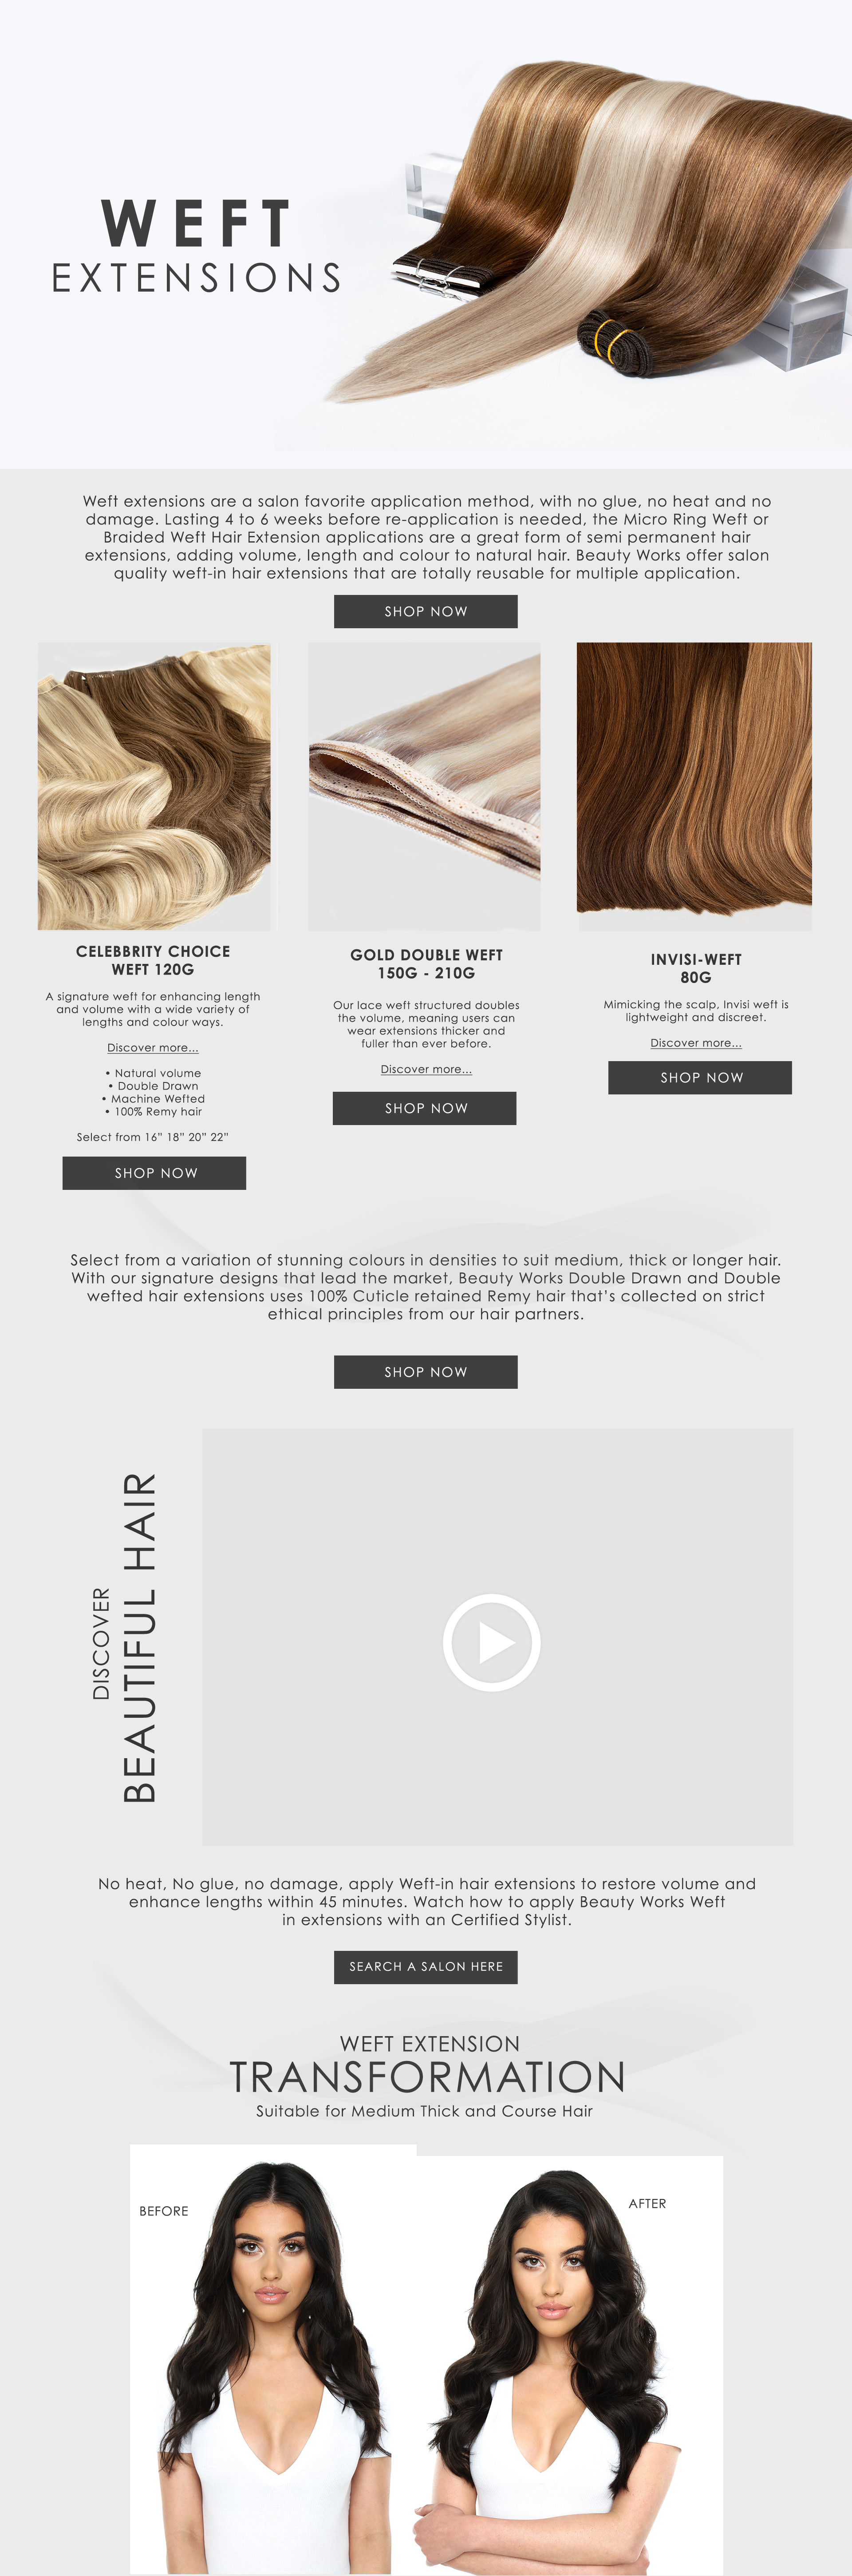 WEFT
EXTENSIONS
Weft extensions are a salon favorite application method, with no glue, no heat and no
damage. Lasting 4 to 6 weeks before re-application is needed, the Micro Ring Weft or
Braided Weft Hair Extension applications are a great form of semi permanent hair
extensions, adding volume, length and colour to natural hair. Beauty Works offer salon
quality weft-in hair extensions that are totally reusable for multiple application.
SHOP NOW
CELEBBRITY CHOICE
WEFT 120G
A signature weft for enhancing length
and volume with a wide variety of
lengths and colour ways.
Discover more...
• Natural volume
• Double Drawn
• Machine Wefted
• 100% Remy hair
Select from 16” 18” 20” 22”
SHOP NOW
GOLD DOUBLE WEFT
150G - 210G
Our lace weft structured doubles
the volume, meaning users can
wear extensions thicker and
fuller than ever before.
Discover more...
SHOP NOW
INVISI-WEFT
80G
Mimicking the scalp, Invisi weft is
lightweight and discreet.
Discover more...
SHOP NOW
Select from a variation of stunning colours in densities to suit medium, thick or longer hair.
With our signature designs that lead the market, Beauty Works Double Drawn and Double
wefted hair extensions uses 100% Cuticle retained Remy hair that’s collected on strict
ethical principles from our hair partners.
SHOP NOW
DISCOVER
BEAUTIFUL HAIR
No heat, No glue, no damage, apply Weft-in hair extensions to restore volume and
enhance lengths within 45 minutes. Watch how to apply Beauty Works Weft
in extensions with an Certified Stylist.
SEARCH A SALON HERE
WEFT EXTENSION
TRANSFORMATION
Suitable for Medium Thick and Course Hair
BEFORE
AFTER